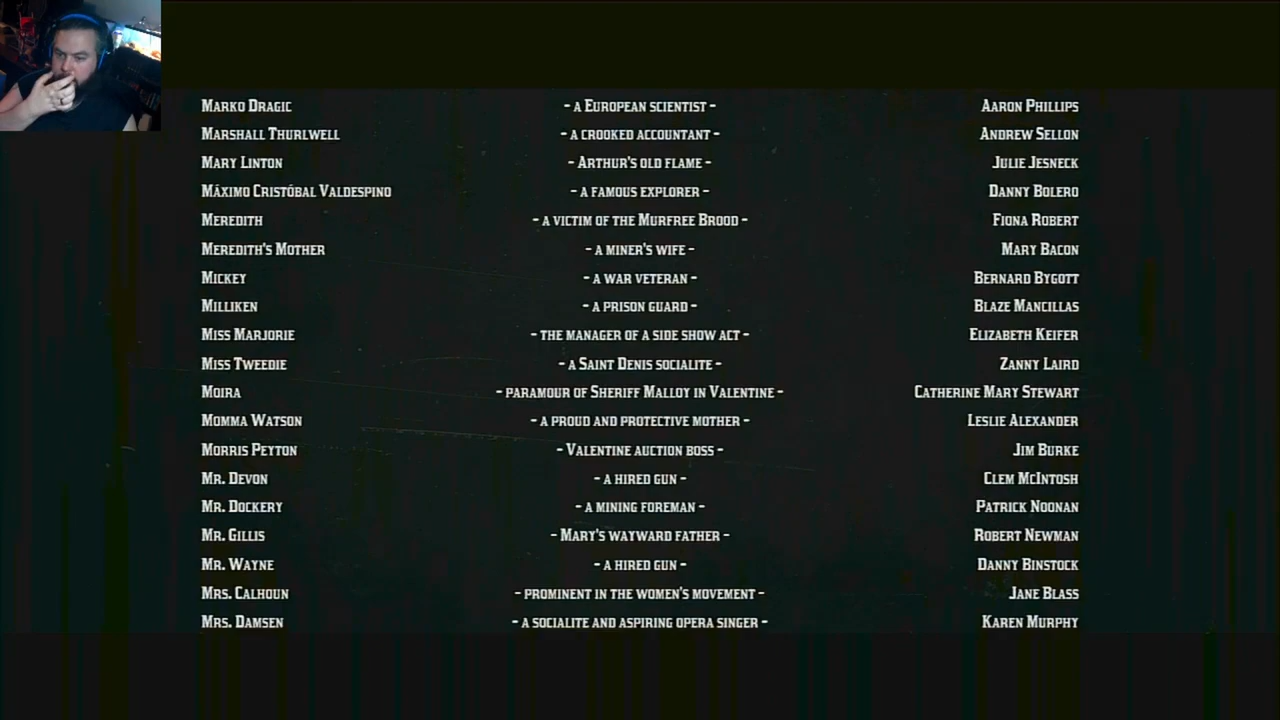 Marko Dragic - a European scientist - Aaron Phillips
Marshall Thurlwell - a crooked accountant - Andrew Sellon
Mary Linton - Arthur's old flame - Julie Jesneck
Máximo Cristóbal Valdespino - a famous explorer - Danny Bolero
Meredith - a victim of the Murfree Brood - Fiona Robert
Meredith's Mother - a miner's wife - Mary Bacon
Mickey - a war veteran - Bernard Bygott
Milliken - a prison guard - Blaze Mancillas
Miss Marjorie - the manager of a side show act - Elizabeth Keifer
Miss Tweedie - a Saint Denis socialite - Zanny Laird
Moira - paramour of Sheriff Malloy in Valentine - Catherine Mary Stewart
Momma Watson - a proud and protective mother - Leslie Alexander
Morris Peyton - Valentine auction boss - Jim Burke
Mr. Devon - a hired gun - Clem McIntosh
Mr. Dockery - a mining foreman - Patrick Noonan
Mr. Gillis - Mary's wayward father - Robert Newman
Mr. Wayne - a hired gun - Danny Binstock
Mrs. Calhoun - prominent in the women's movement - Jane Blass
Mrs. Damsen - a socialite and aspiring opera singer - Karen Murphy